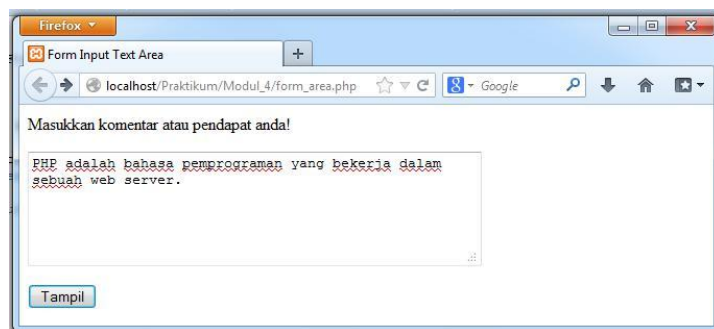 Firefox
Form Input Text Area
localhost/Praktikum/Modul_4/form_area.php
Google
Masukkan komentar atau pendapat anda!
PHP adalah bahasa pemprograman yang bekerja dalam
sebuah web server.
Tampil